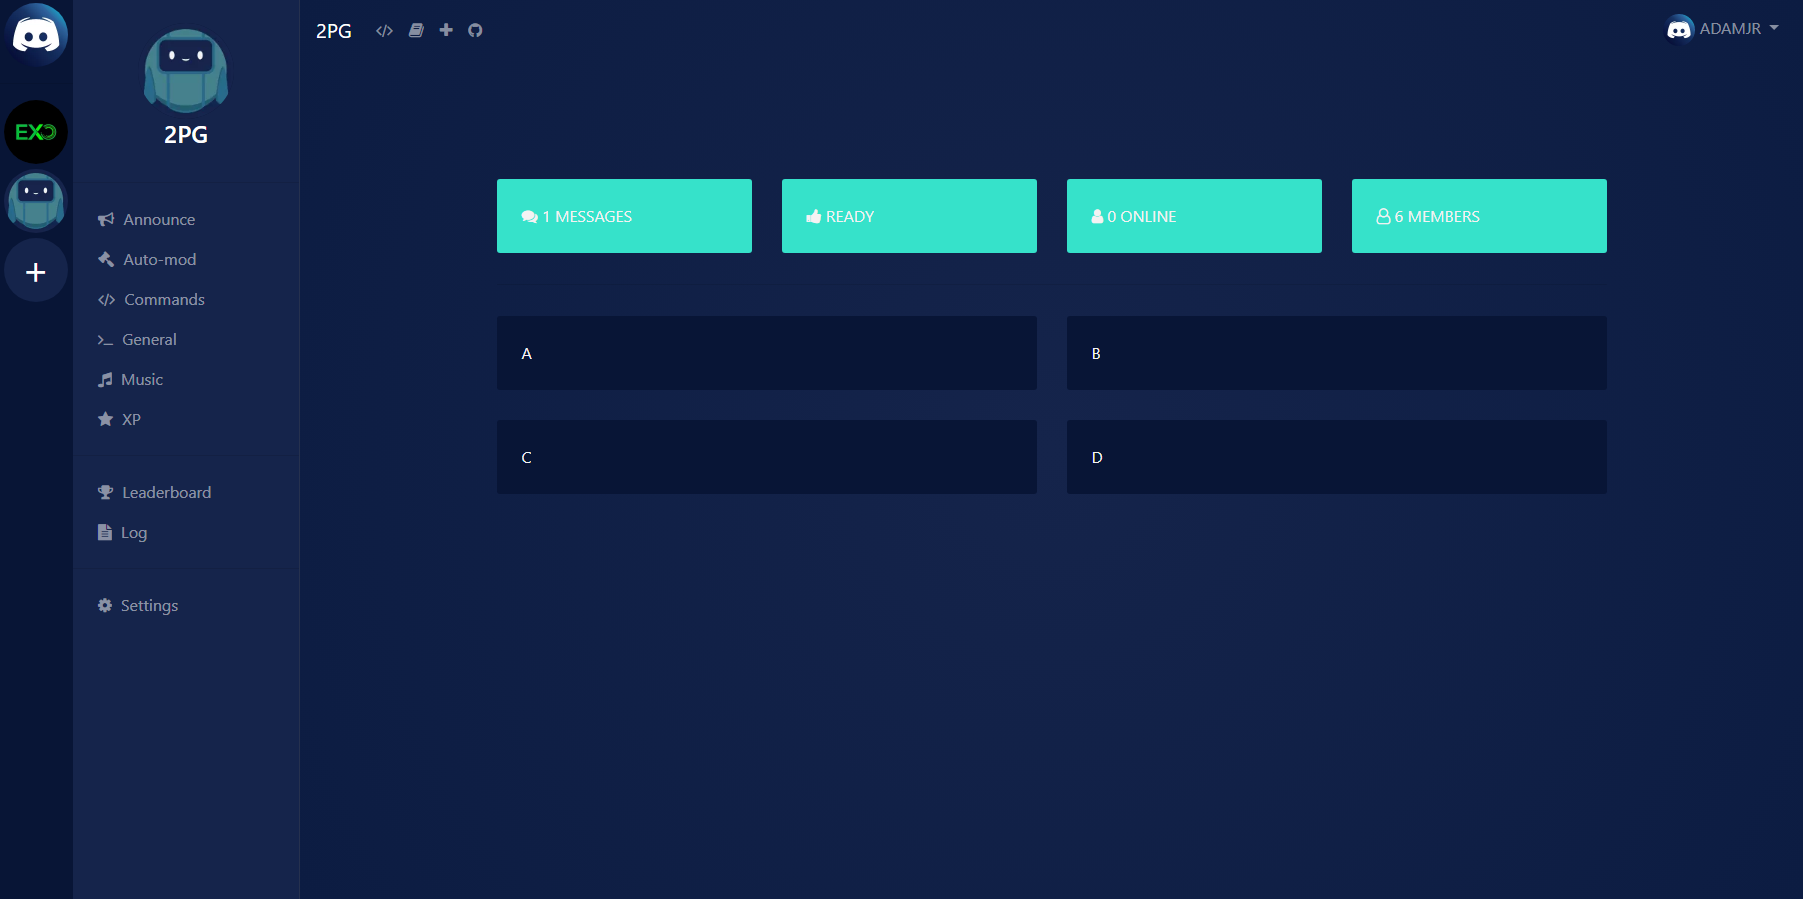 EXO
2PG
Announce
Auto-mod
Commands
General
Music
XP
Leaderboard
Log
Settings
2PG
ADAMJR
1 MESSAGES
READY
0 ONLINE
6 MEMBERS
A
B
C
D